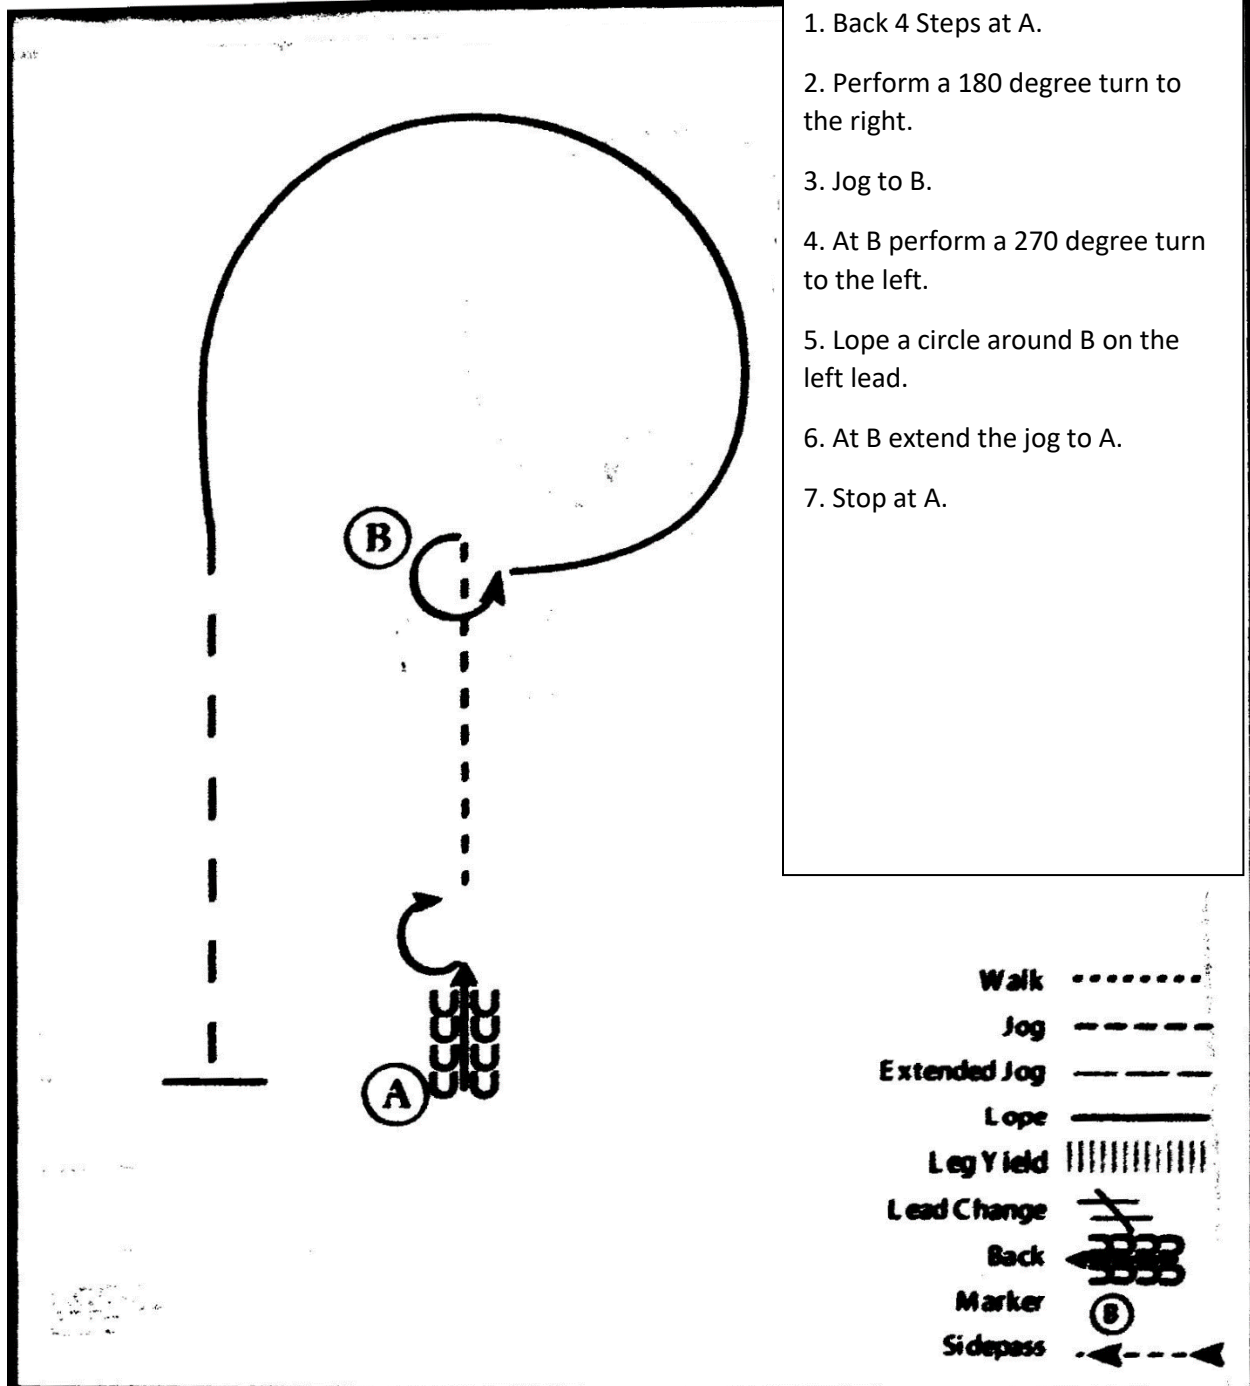 1. Back 4 Steps at A.
2. Perform a 180 degree turn to
the right.
3. Jog to B.
4. At B perform a 270 degree turn
to the left.
5. Lope a circle around B on the
left lead.
6. At B extend the jog to A.
7. Stop at A.
B
A
Walk
Jog
Extended Jog
Lope
Leg Yield
Lead Change
Back
Marker
B
Sidepass